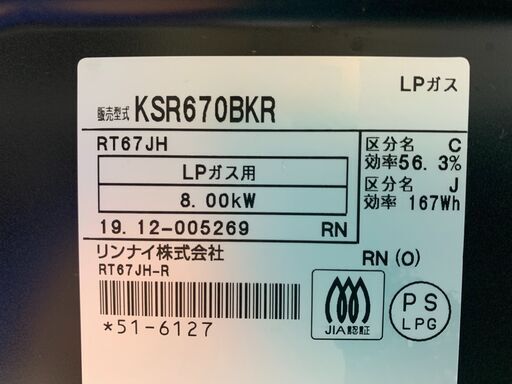 LPガス
販売型式 KSR670BKR
RT67JH
LPガス用
8.00kW
区分名 C
効率56.3%
区分名 J
効率 167Wh
19.12-005269 RN
リンナイ株式会社
RT67JH-R
RN (0)
*51-6127
JIA認証
PS
LPG